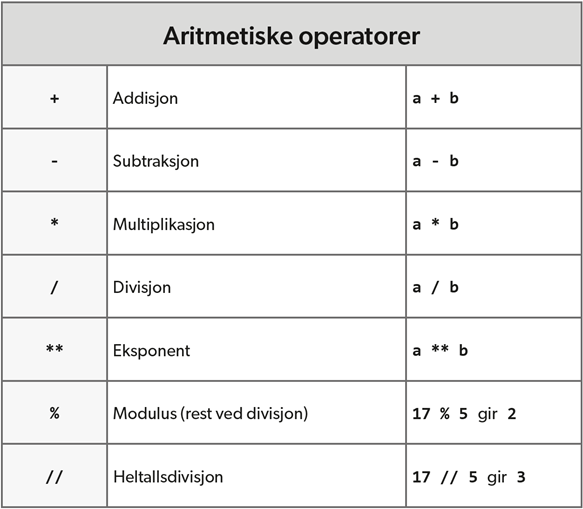 Aritmetiske operatorer
+ Addisjon a + b
- Subtraksjon a - b
* Multiplikasjon a * b
/ Divisjon a / b
** Eksponent a ** b
% Modulus (rest ved divisjon) 17 % 5 gir 2
// Heltallsdivisjon 17 // 5 gir 3